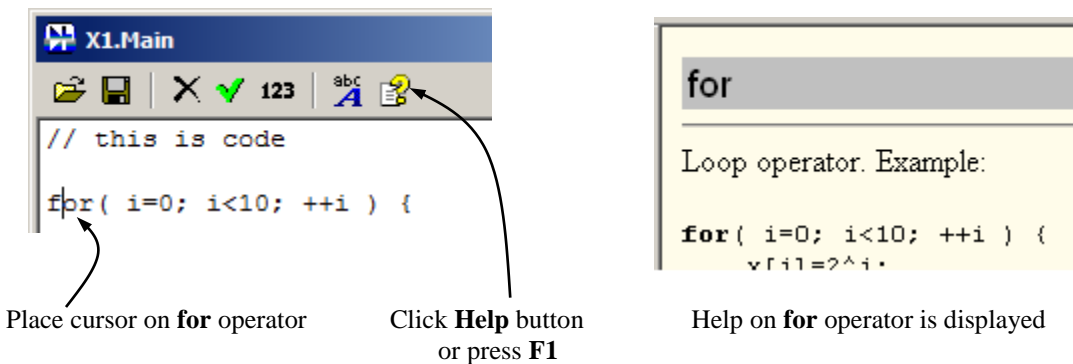 X1.Main
123 abc A
// this is code
for( i=0; i<10; ++i ) {
Place cursor on for operator
Click Help button
or press F1
for
Loop operator. Example:
for( i=0; i<10; ++i ) {
x[i]=2^i;
Help on for operator is displayed